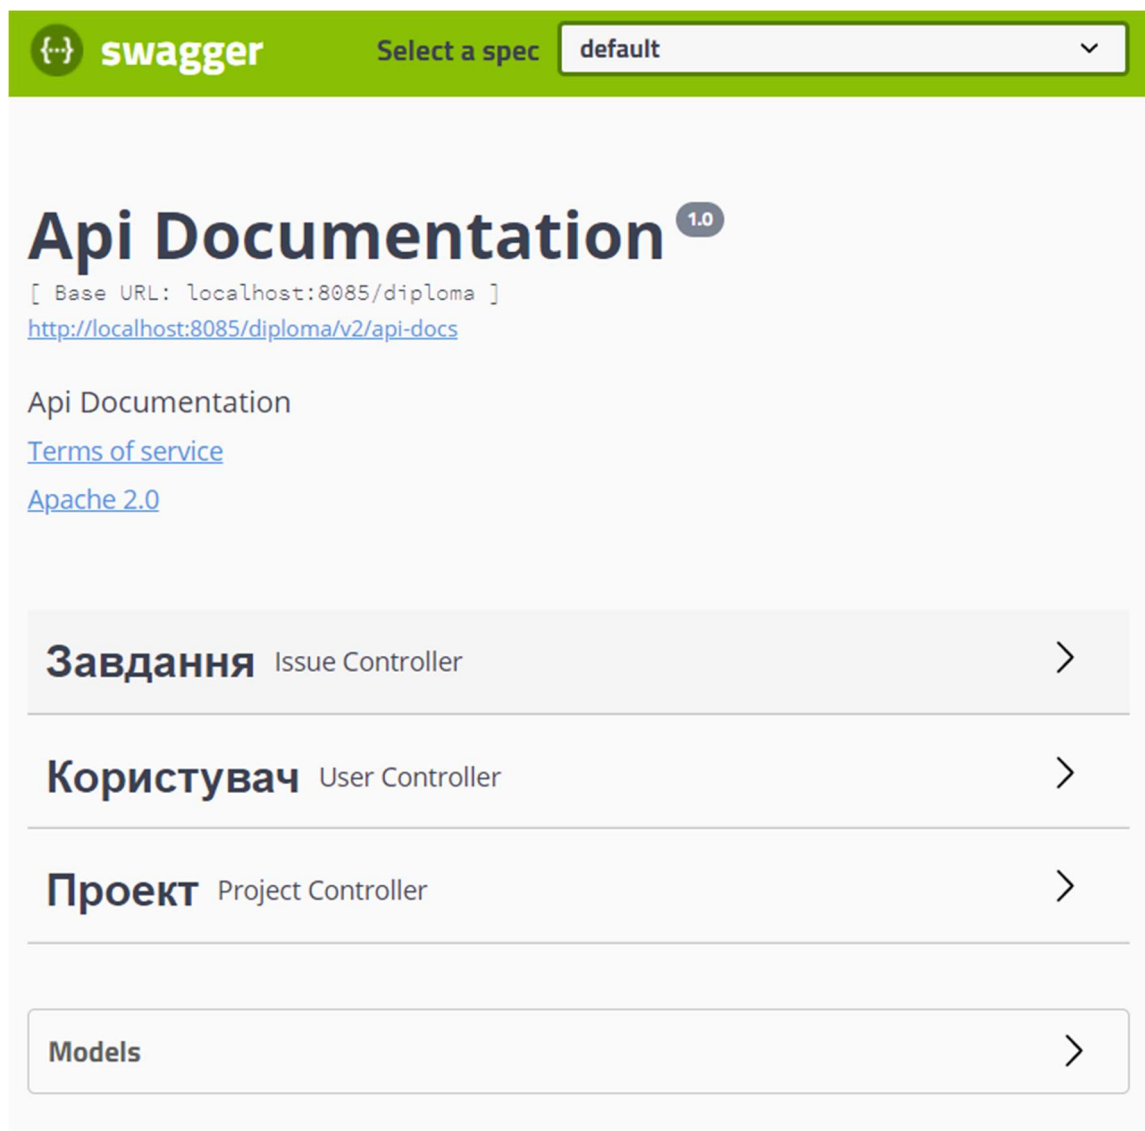 {···} swagger Select a spec default
Api Documentation 1.0
[ Base URL: localhost:8085/diploma ]
http://localhost:8085/diploma/v2/api-docs
Api Documentation
Terms of service
Apache 2.0
Завдання Issue Controller
Користувач User Controller
Проект Project Controller
Models